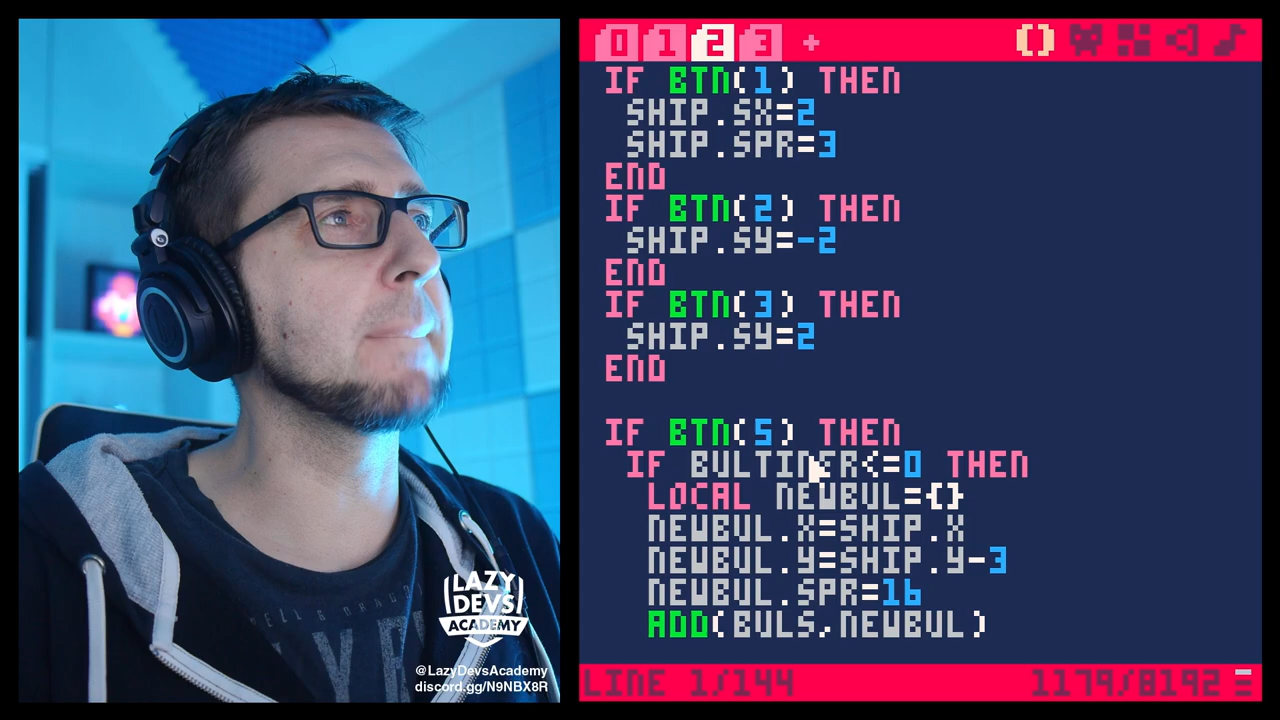 0 1 2 3 +
IF BTN(1) THEN
SHIP.SX=2
SHIP.SPR=3
END
IF BTN(2) THEN
SHIP.SY=-2
END
IF BTN(3) THEN
SHIP.SY=2
END
IF BTN(5) THEN
IF BULTIMER<=0 THEN
LOCAL NEWBUL={}
NEWBUL.X=SHIP.X
NEWBUL.Y=SHIP.Y-3
NEWBUL.SPR=16
ADD(BULS,NEWBUL)
LINE 1/144
1179/8192
LAZY
DEVS
ACADEMY
@LazyDevsAcademy
discord.gg/N9NBX8R